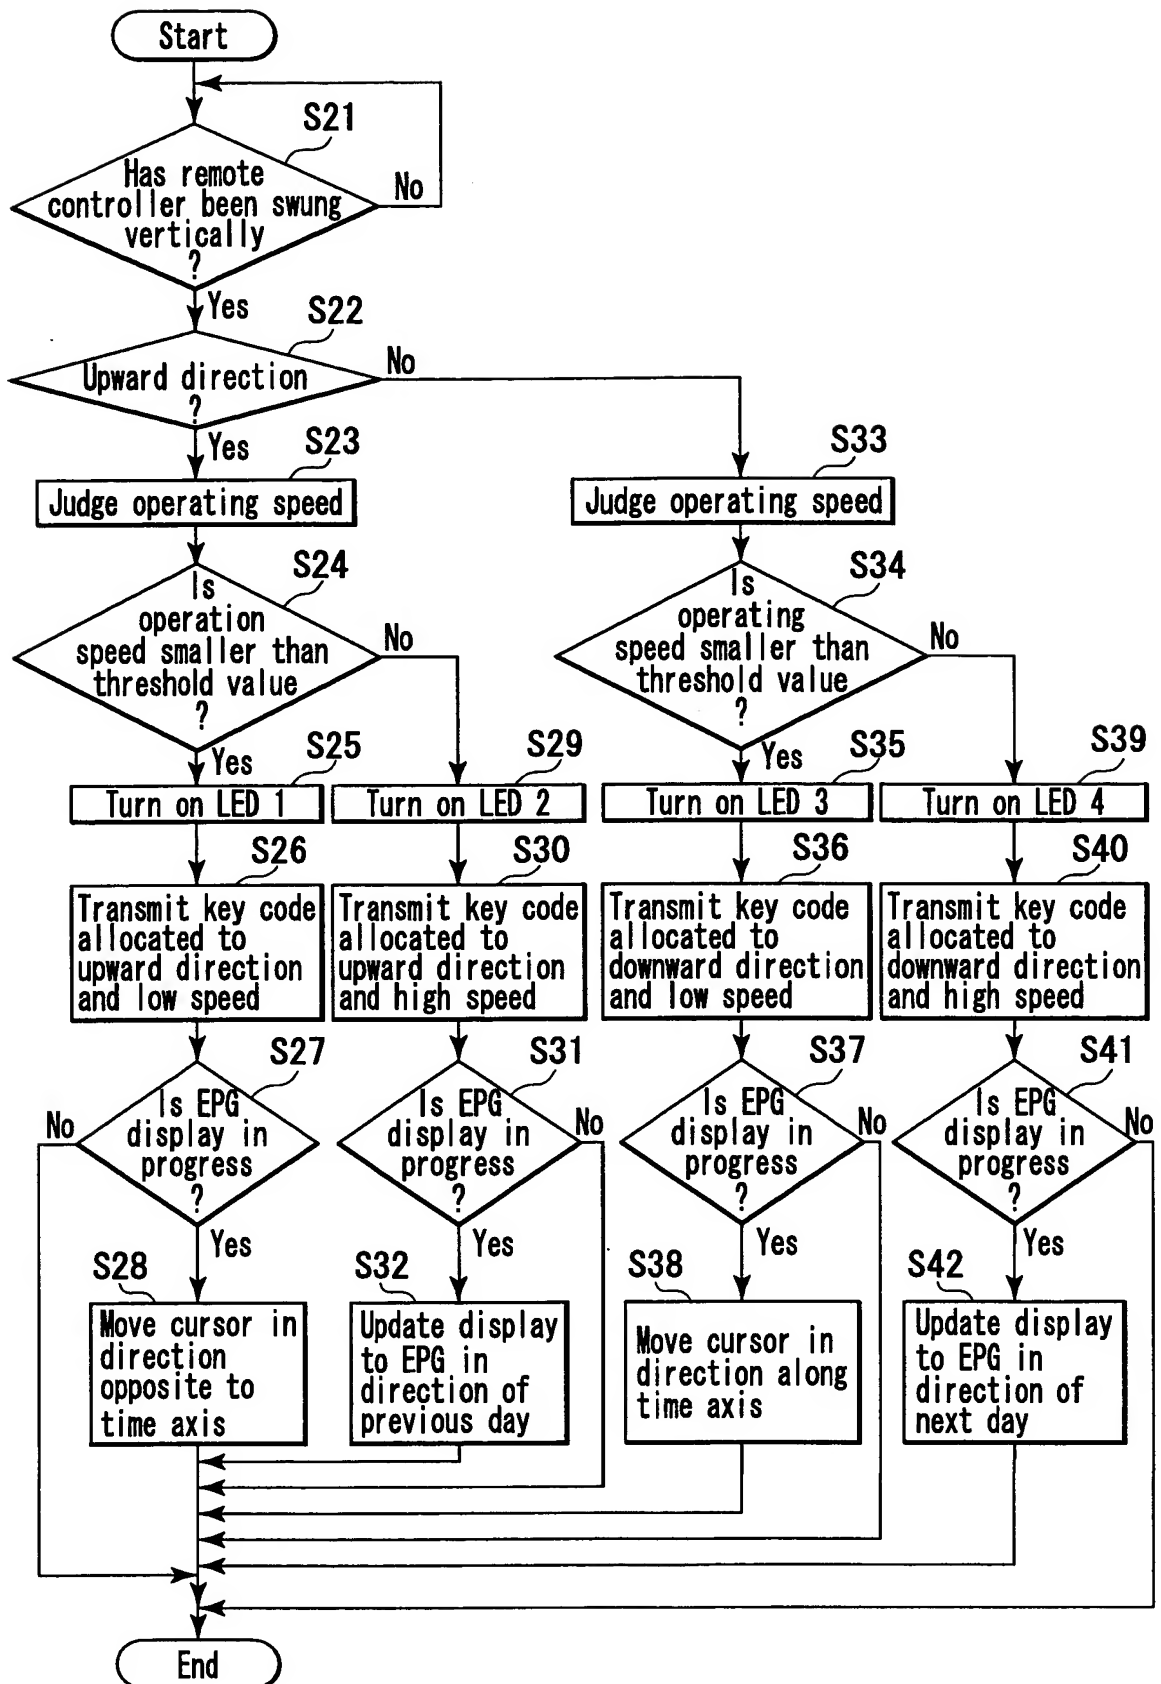 Start
S21
Has remote
controller been swung
vertically
?
No
Yes
S22
Upward direction
?
No
Yes
S23
Judge operating speed
S33
Judge operating speed
S24
Is
operation
speed smaller than
threshold value
?
No
Yes
S34
Is
operating
speed smaller than
threshold value
?
No
Yes
S25
Turn on LED 1
S29
Turn on LED 2
S35
Turn on LED 3
S39
Turn on LED 4
S26
Transmit key code
allocated to
upward direction
and low speed
S30
Transmit key code
allocated to
upward direction
and high speed
S36
Transmit key code
allocated to
downward direction
and low speed
S40
Transmit key code
allocated to
downward direction
and high speed
S27
Is EPG
display in
progress
?
No
Yes
S31
Is EPG
display in
progress
?
No
Yes
S37
Is EPG
display in
progress
?
No
Yes
S41
Is EPG
display in
progress
?
No
Yes
S28
Move cursor in
direction
opposite to
time axis
S32
Update display
to EPG in
direction of
previous day
S38
Move cursor in
direction along
time axis
S42
Update display
to EPG in
direction of
next day
End